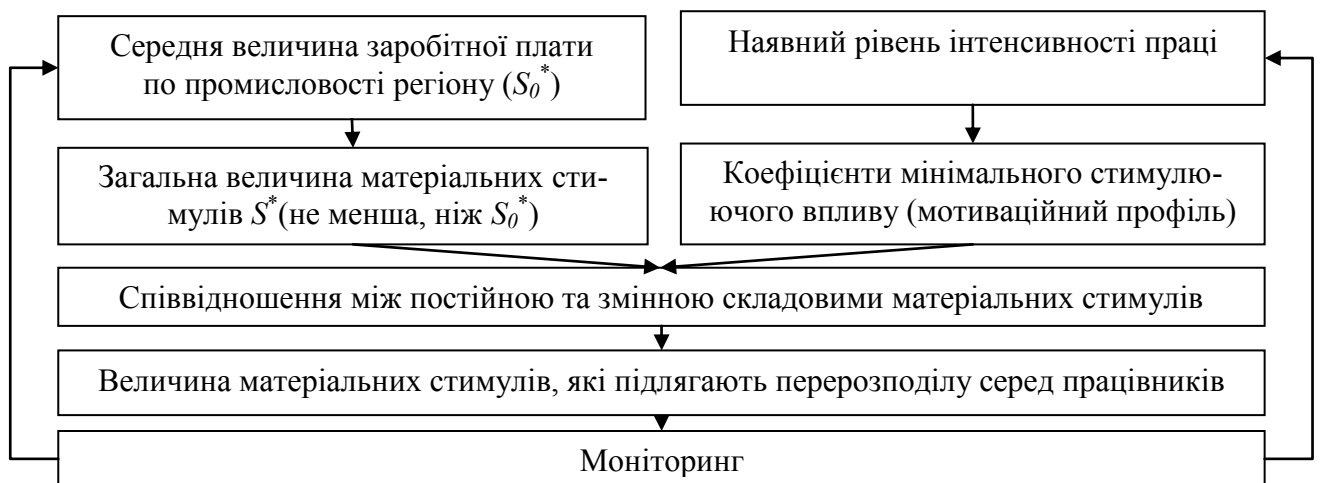 Середня величина заробітної плати
по промисловості регіону (S₀*)
Наявний рівень інтенсивності праці
Загальна величина матеріальних сти-
мулів S*(не менша, ніж S₀*)
Коефіцієнти мінімального стимулю-
ючого впливу (мотиваційний профіль)
Співвідношення між постійною та змінною складовими матеріальних стимулів
Величина матеріальних стимулів, які підлягають перерозподілу серед працівників
Моніторинг